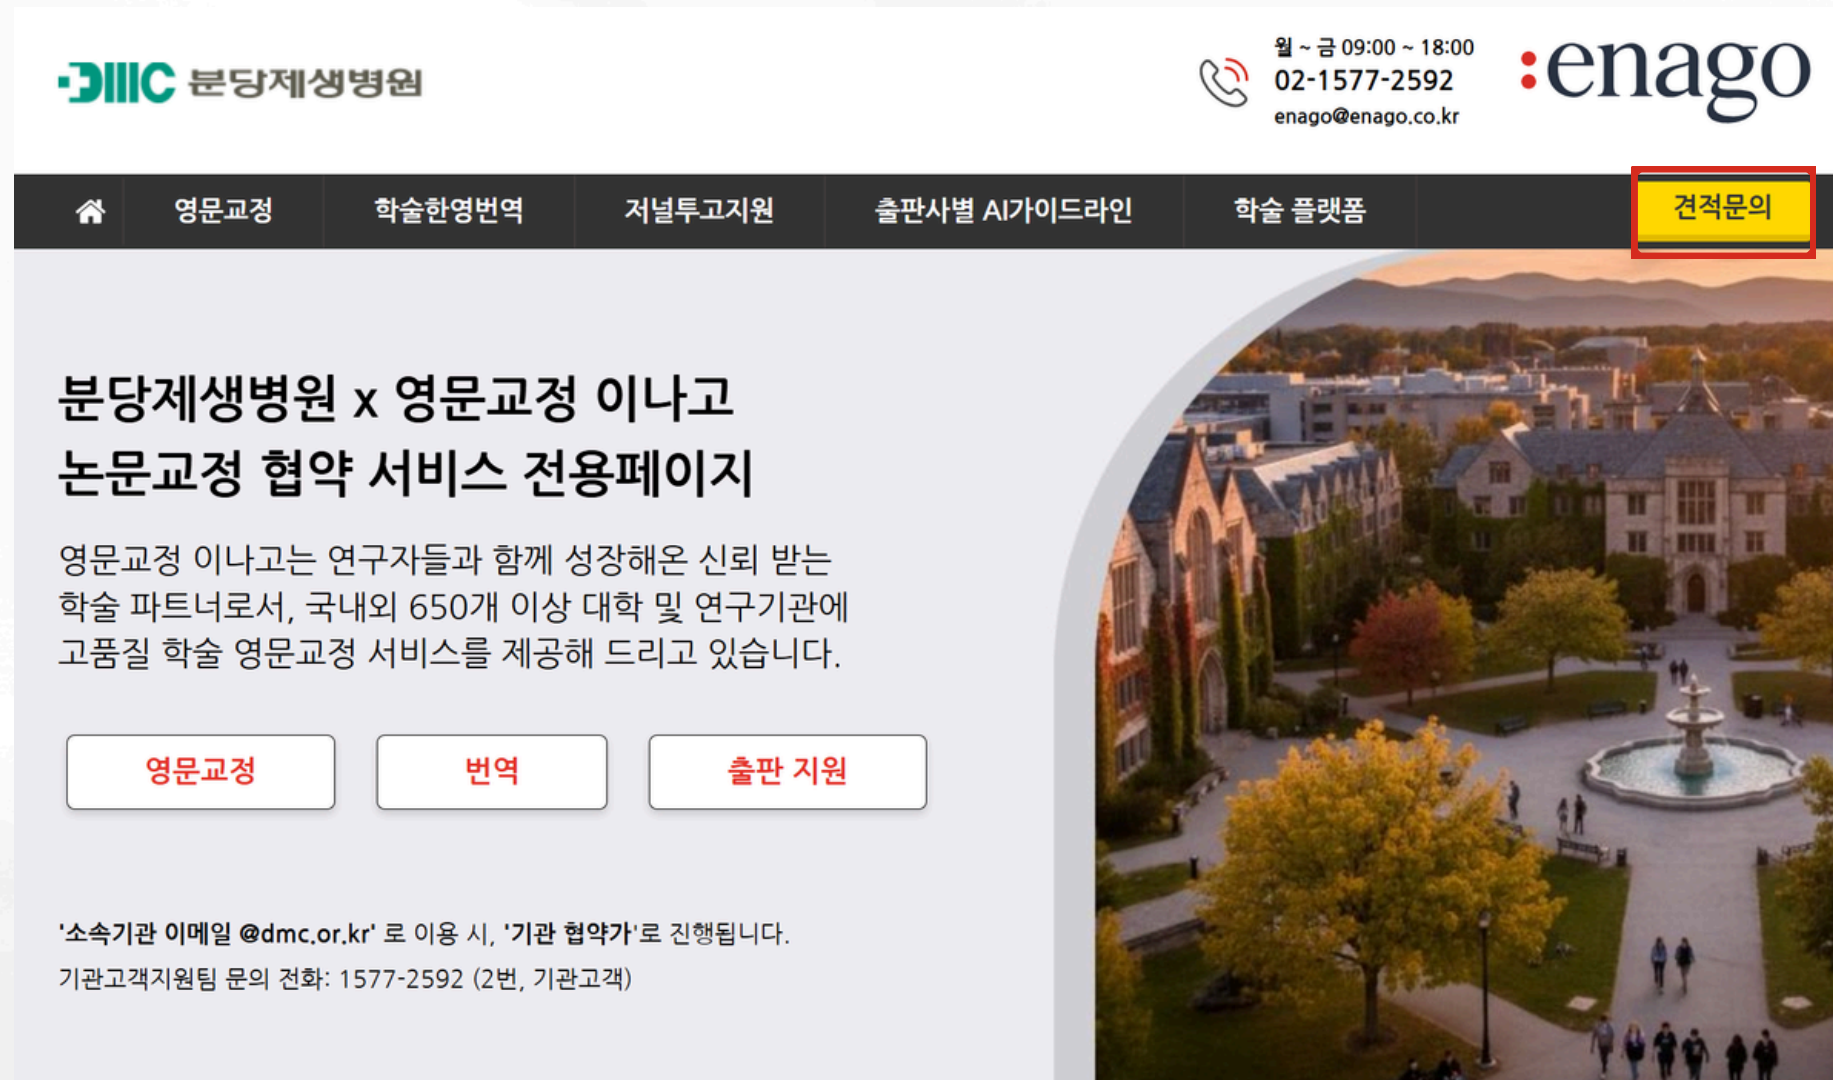 DMC 분당제생병원
월 ~ 금 09:00 ~ 18:00
02-1577-2592
enago@enago.co.kr
:enago
영문교정
학술한영번역
저널투고지원
출판사별 AI가이드라인
학술 플랫폼
견적문의
분당제생병원 x 영문교정 이나고
논문교정 협약 서비스 전용페이지
영문교정 이나고는 연구자들과 함께 성장해온 신뢰 받는
학술 파트너로서, 국내외 650개 이상 대학 및 연구기관에
고품질 학술 영문교정 서비스를 제공해 드리고 있습니다.
영문교정
번역
출판 지원
'소속기관 이메일 @dmc.or.kr' 로 이용 시, '기관 협약가'로 진행됩니다.
기관고객지원팀 문의 전화: 1577-2592 (2번, 기관고객)